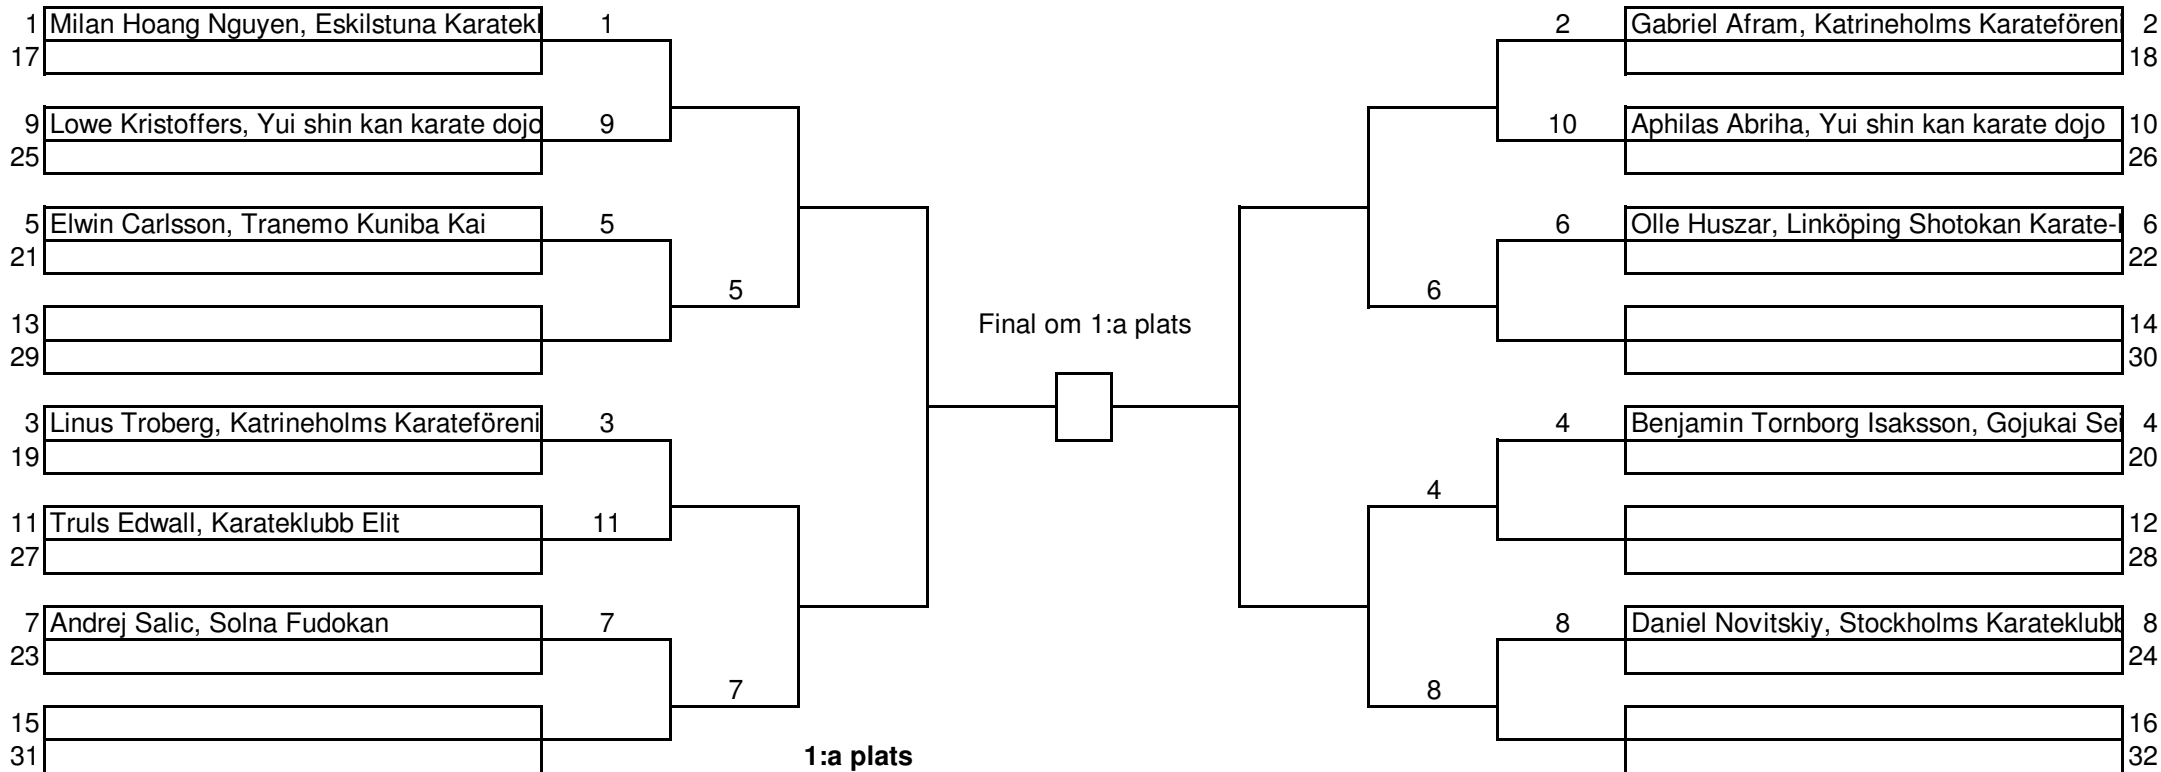 1 Milan Hoang Nguyen, Eskilstuna Karatekl 1 2 Gabriel Afram, Katrineholms Karateföreni 2
17 18
9 Lowe Kristoffers, Yui shin kan karate dojo 9 10 Aphilas Abriha, Yui shin kan karate dojo 10
25 26
5 Elwin Carlsson, Tranemo Kuniba Kai 5 6 Olle Huszar, Linköping Shotokan Karate- 6
21 22
5 6
13 Final om 1:a plats 14
29 30
3 Linus Troberg, Katrineholms Karateföreni 3 4 Benjamin Tornborg Isaksson, Gojukai Sei 4
19 20
4
11 Truls Edwall, Karateklubb Elit 11 12
27 28
7 Andrej Salic, Solna Fudokan 7 8 Daniel Novitskiy, Stockholms Karateklubb 8
23 24
7 8
15 16
31 1:a plats 32